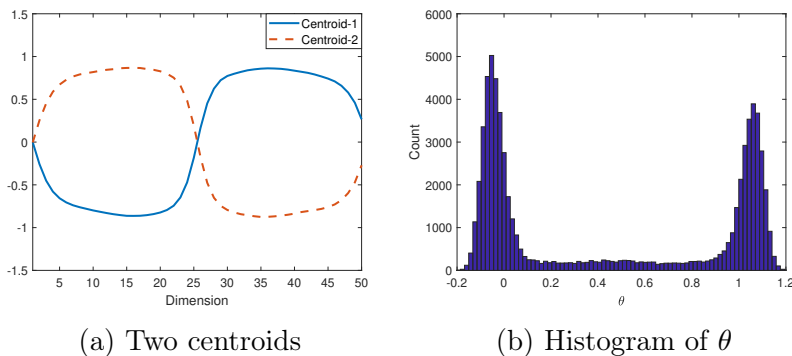 Centroid-1
Centroid-2
1.5
1
0.5
0
-0.5
-1
-1.5
5 10 15 20 25 30 35 40 45 50
Dimension
(a) Two centroids
6000
5000
4000
3000
2000
1000
0
Count
-0.2 0 0.2 0.4 0.6 0.8 1 1.2
θ
(b) Histogram of θ